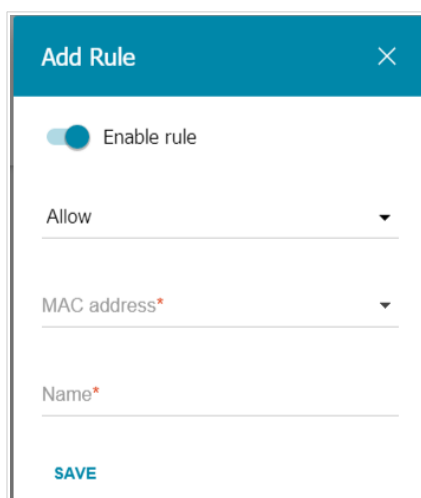 Add Rule
Enable rule
Allow
MAC address*
Name*
SAVE